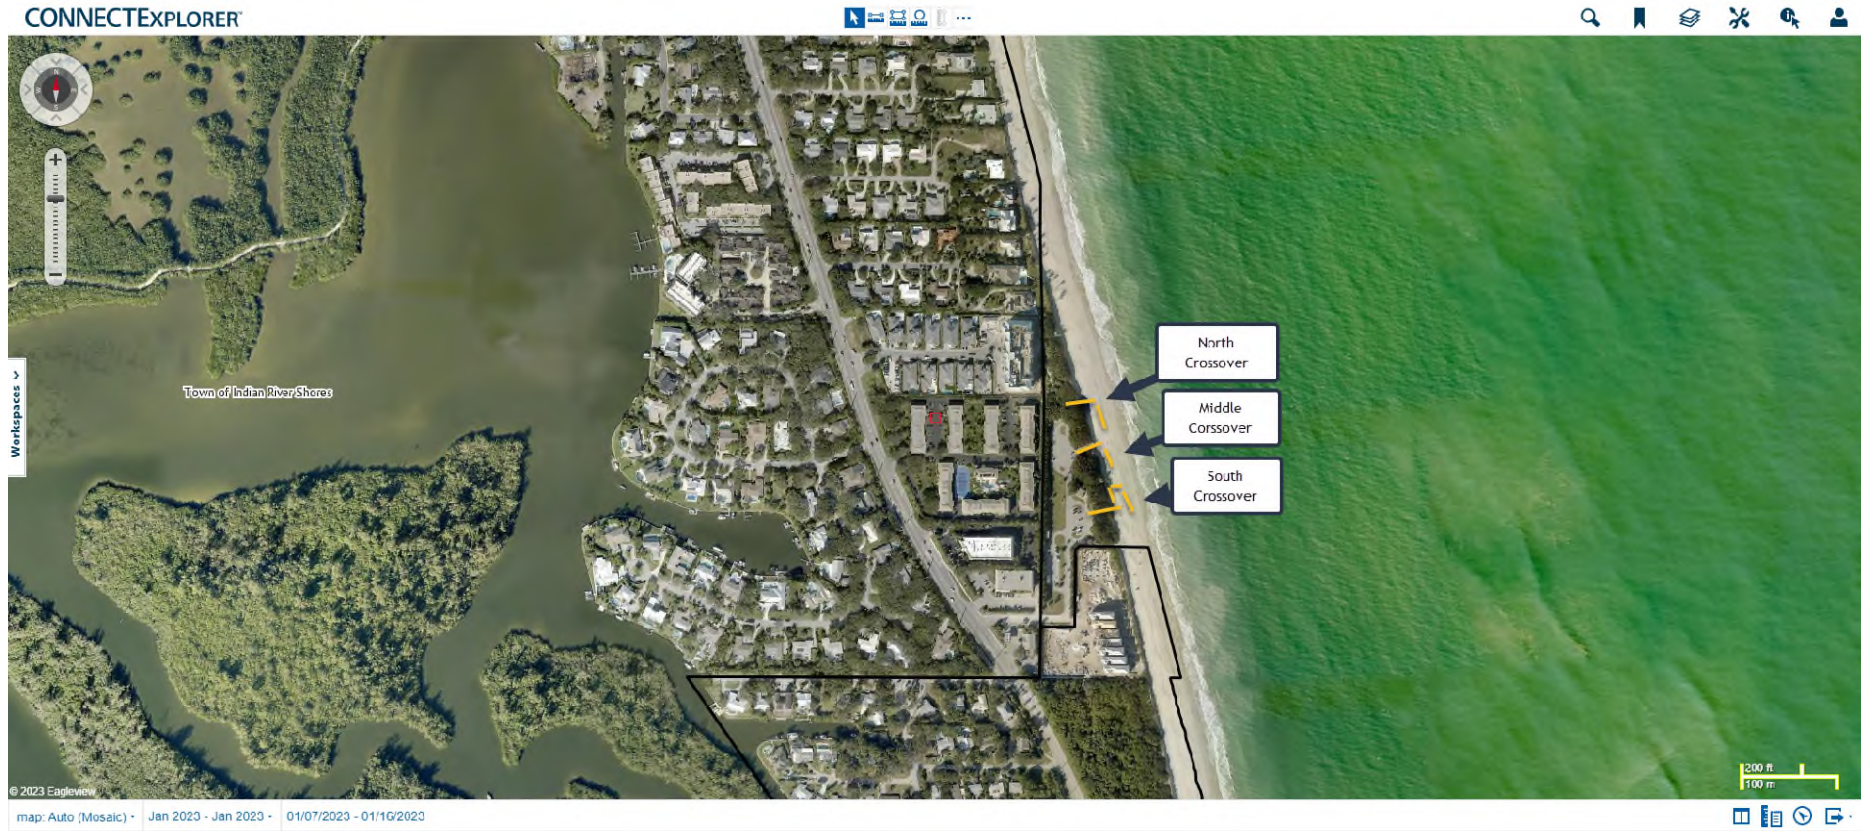 CONNECTEXPLORER
North
Crossover
Middle
Corssover
South
Crossover
Town of Indian River Shores
Workspaces
200 ft
100 m
© 2023 Eagleview
map: Auto (Mosaic)
Jan 2023 - Jan 2023
01/07/2023 - 01/16/2023